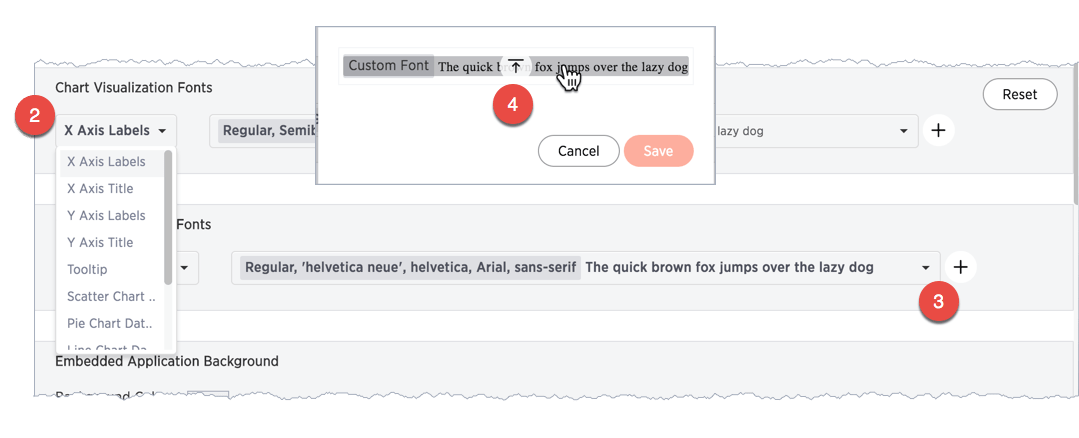 Custom Font The quick brown fox jumps over the lazy dog
4
Cancel
Save
Chart Visualization Fonts
Reset
2
X Axis Labels
Regular, Semib
lazy dog
X Axis Labels
X Axis Title
Y Axis Labels
Y Axis Title
Tooltip
Scatter Chart ..
Pie Chart Dat..
Line Chart Da
Fonts
Regular, 'helvetica neue', helvetica, Arial, sans-serif The quick brown fox jumps over the lazy dog
3
Embedded Application Background